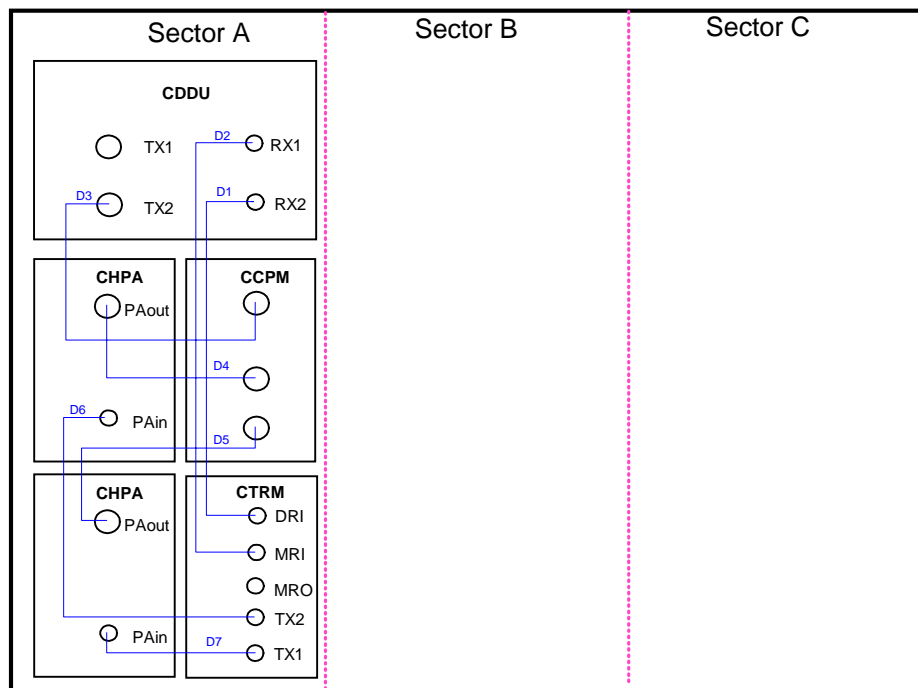 Sector A
Sector B
Sector C
CDDU
D2
TX1
RX1
D3
D1
TX2
RX2
CHPA
CCPM
PAout
D4
D6
PAin
D5
CHPA
CTRM
PAout
DRI
MRI
MRO
TX2
PAin
D7
TX1